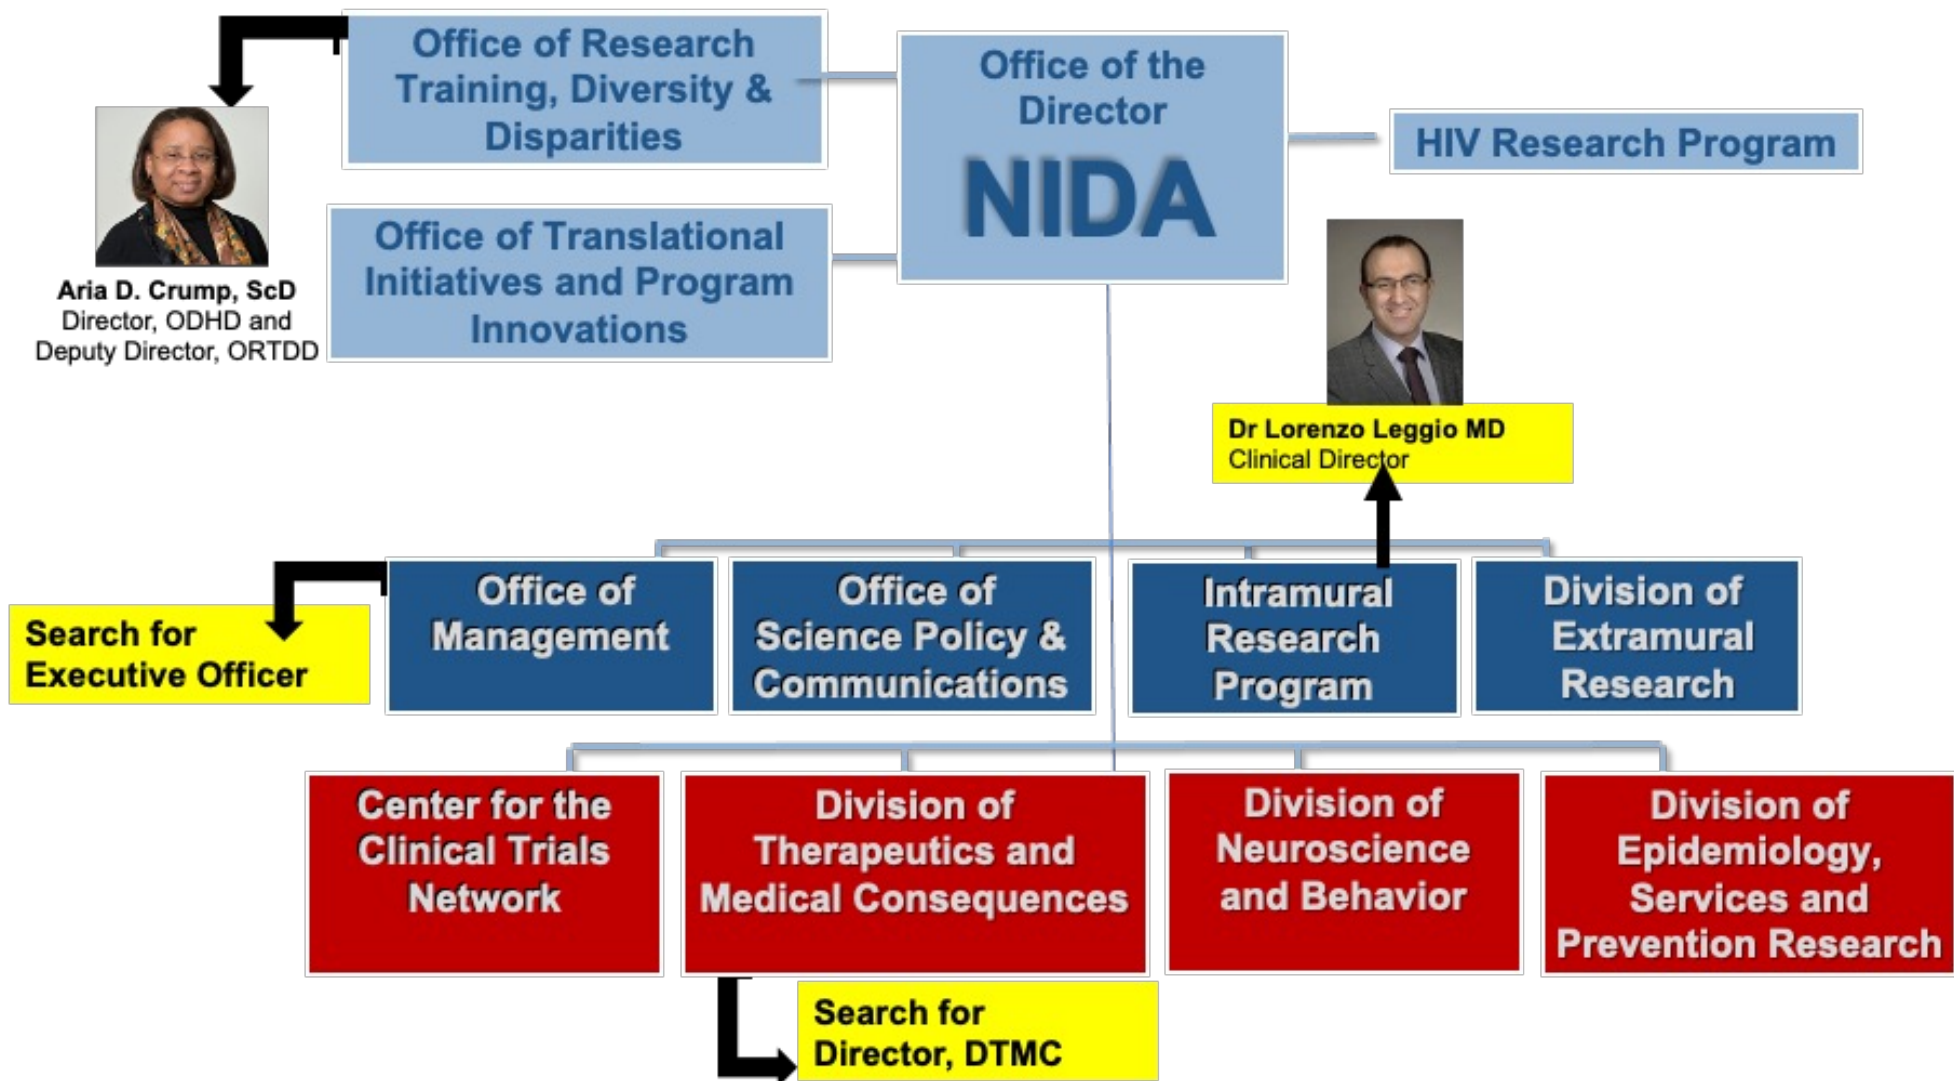 Office of Research
Training, Diversity &
Disparities
Office of the
Director
NIDA
HIV Research Program
Aria D. Crump, ScD
Director, ODHD and
Deputy Director, ORTDD
Office of Translational
Initiatives and Program
Innovations
Dr Lorenzo Leggio MD
Clinical Director
Search for
Executive Officer
Office of
Management
Office of
Science Policy &
Communications
Intramural
Research
Program
Division of
Extramural
Research
Center for the
Clinical Trials
Network
Division of
Therapeutics and
Medical Consequences
Division of
Neuroscience
and Behavior
Division of
Epidemiology,
Services and
Prevention Research
Search for
Director, DTMC